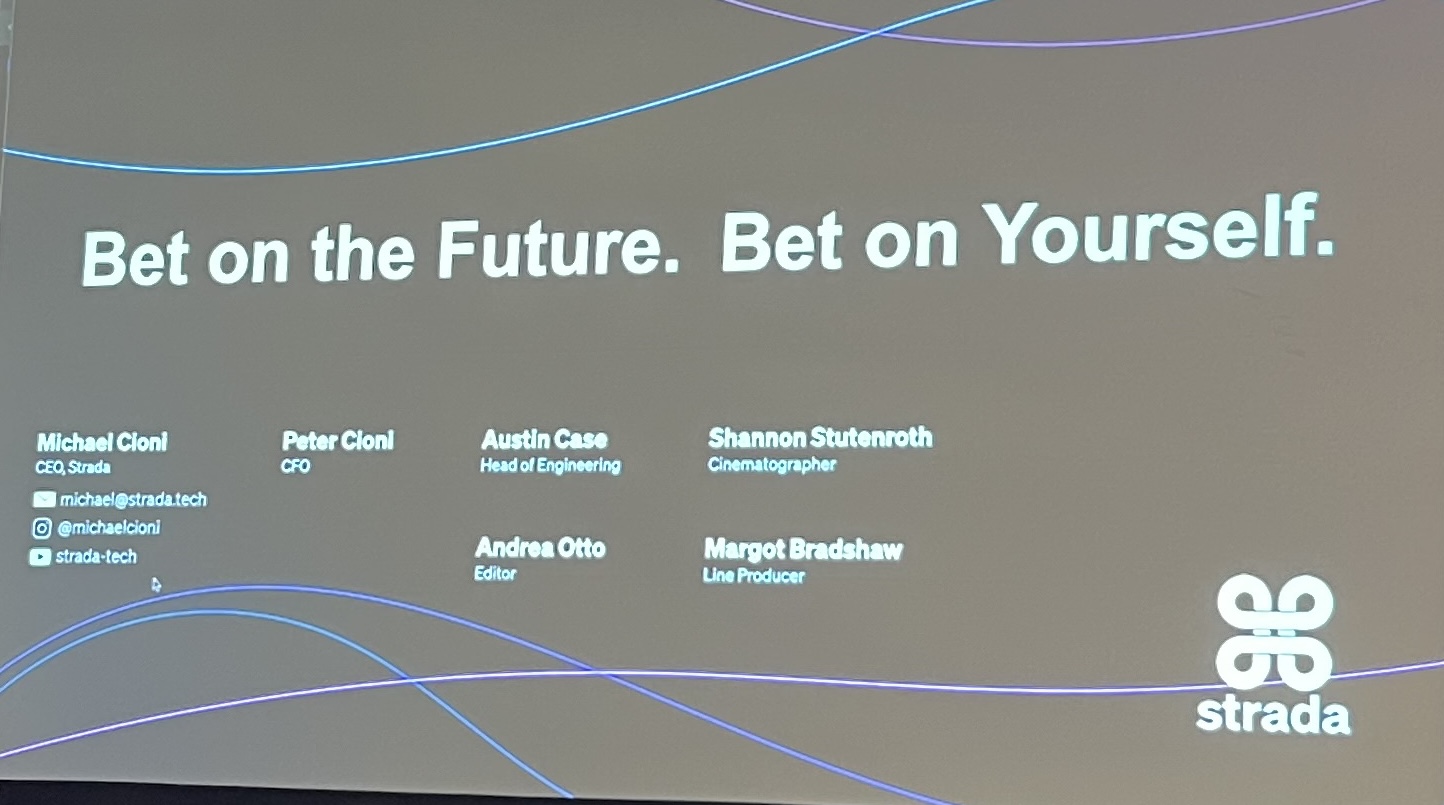 Bet on the Future. Bet on Yourself.
Michael Cioni
CEO, Strada
michael@strada.tech
@michaelcioni
strada-tech
Peter Cioni
CFO
Austin Case
Head of Engineering
Andrea Otto
Editor
Shannon Stutenroth
Cinematographer
Margot Bradshaw
Line Producer
strada